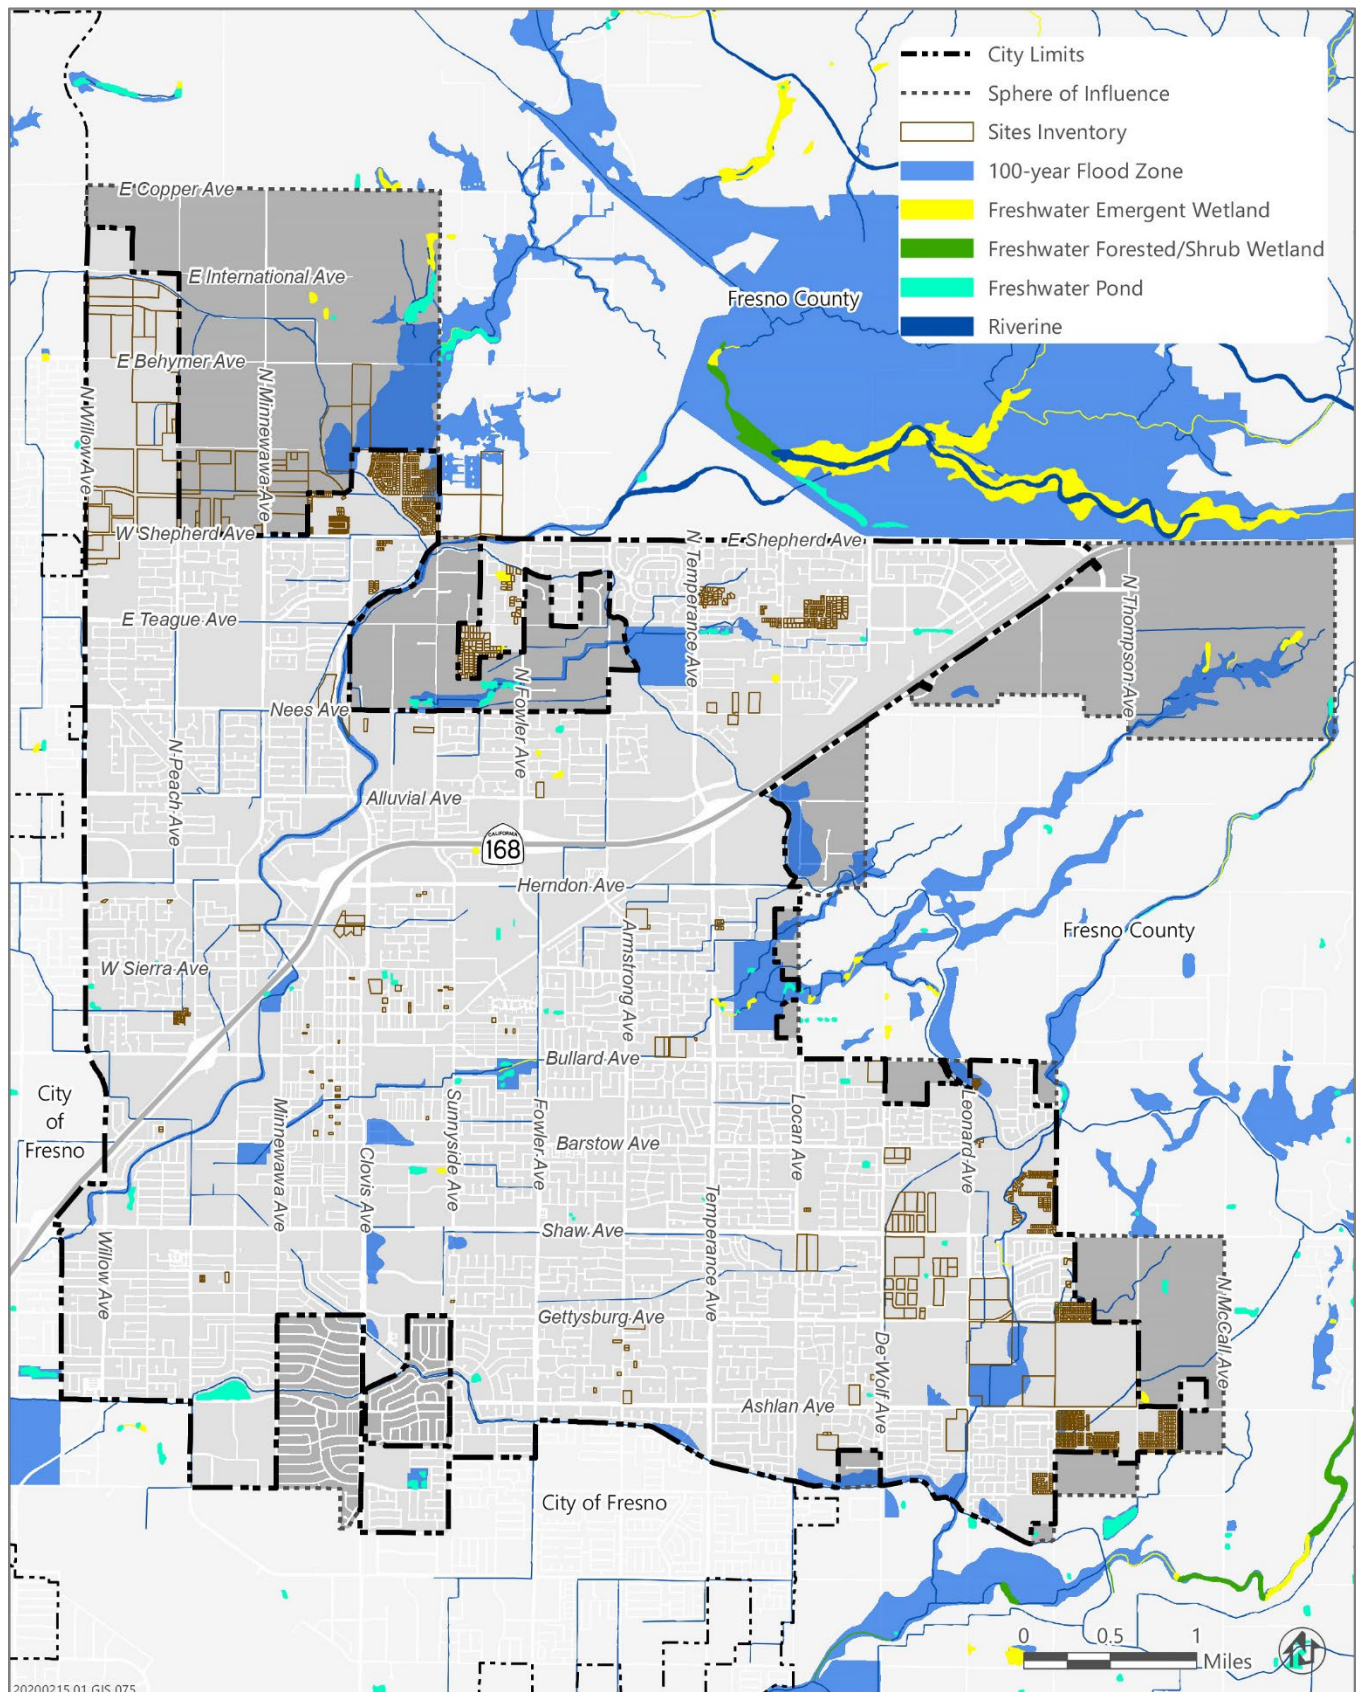 City Limits
Sphere of Influence
Sites Inventory
100-year Flood Zone
Freshwater Emergent Wetland
Freshwater Forested/Shrub Wetland
Freshwater Pond
Riverine
E Copper Ave
E International Ave
Fresno County
E Behymer Ave
N Willow Ave
N Minnewawa Ave
W Shepherd Ave
E Shepherd Ave
N Temperance Ave
N Thompson Ave
E Teague Ave
Nees Ave
N Fowler Ave
N Peach Ave
Alluvial Ave
CALIFORNIA
168
Herndon Ave
Armstrong Ave
Fresno County
W Sierra Ave
Bullard Ave
City
of
Fresno
Minnewawa Ave
Clovis Ave
Sunnyside Ave
Fowler Ave
Barstow Ave
Locan Ave
Leonard Ave
Temperance Ave
Shaw Ave
Willow Ave
Gettysburg Ave
De Wolf Ave
N McCall Ave
Ashlan Ave
City of Fresno
0 0.5 1
Miles
20200215.01 GIS 075